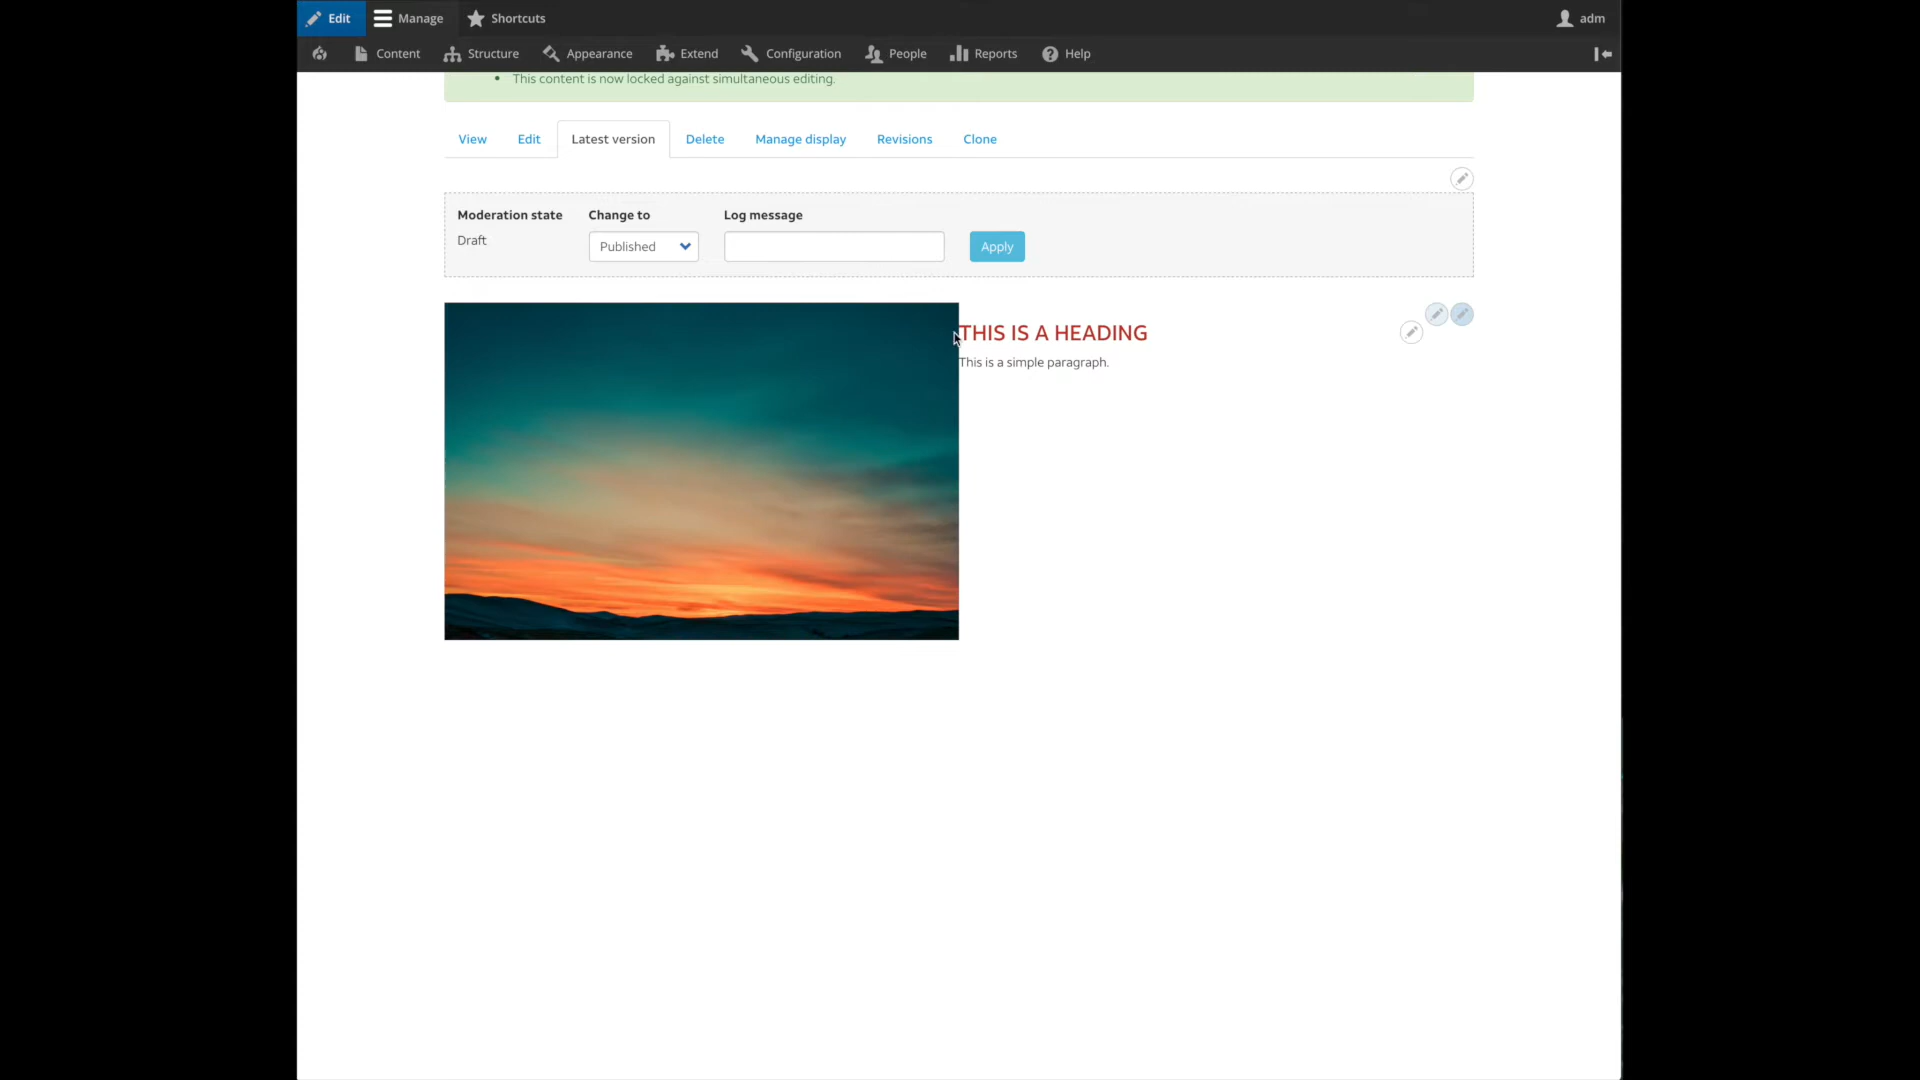 Edit Manage Shortcuts adm
Content Structure Appearance Extend Configuration People Reports Help
This content is now locked against simultaneous editing.
View Edit Latest version Delete Manage display Revisions Clone
Moderation state Change to Log message
Draft Published Apply
THIS IS A HEADING
This is a simple paragraph.